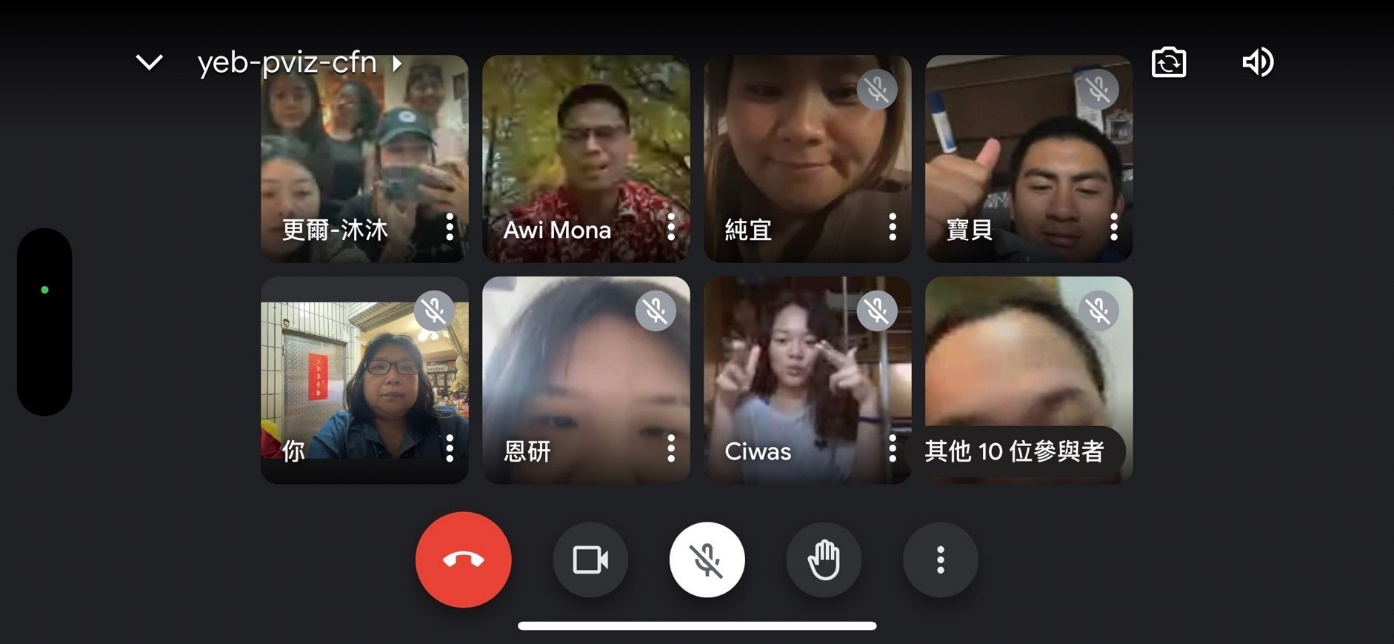 yeb-pviz-cfn
更爾-沐沐
Awi Mona
純宜
寶貝
你
恩研
Ciwas
其他 10 位參與者